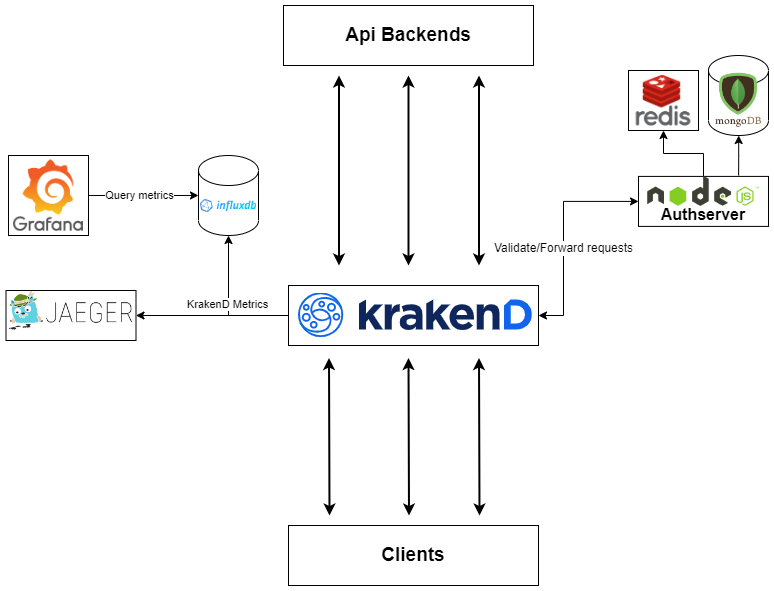 Api Backends
redis
mongoDB
Grafana
Query metrics
influxdb
node
JS
Authserver
Validate/Forward requests
KrakenD Metrics
JAEGER
krakenD
Clients